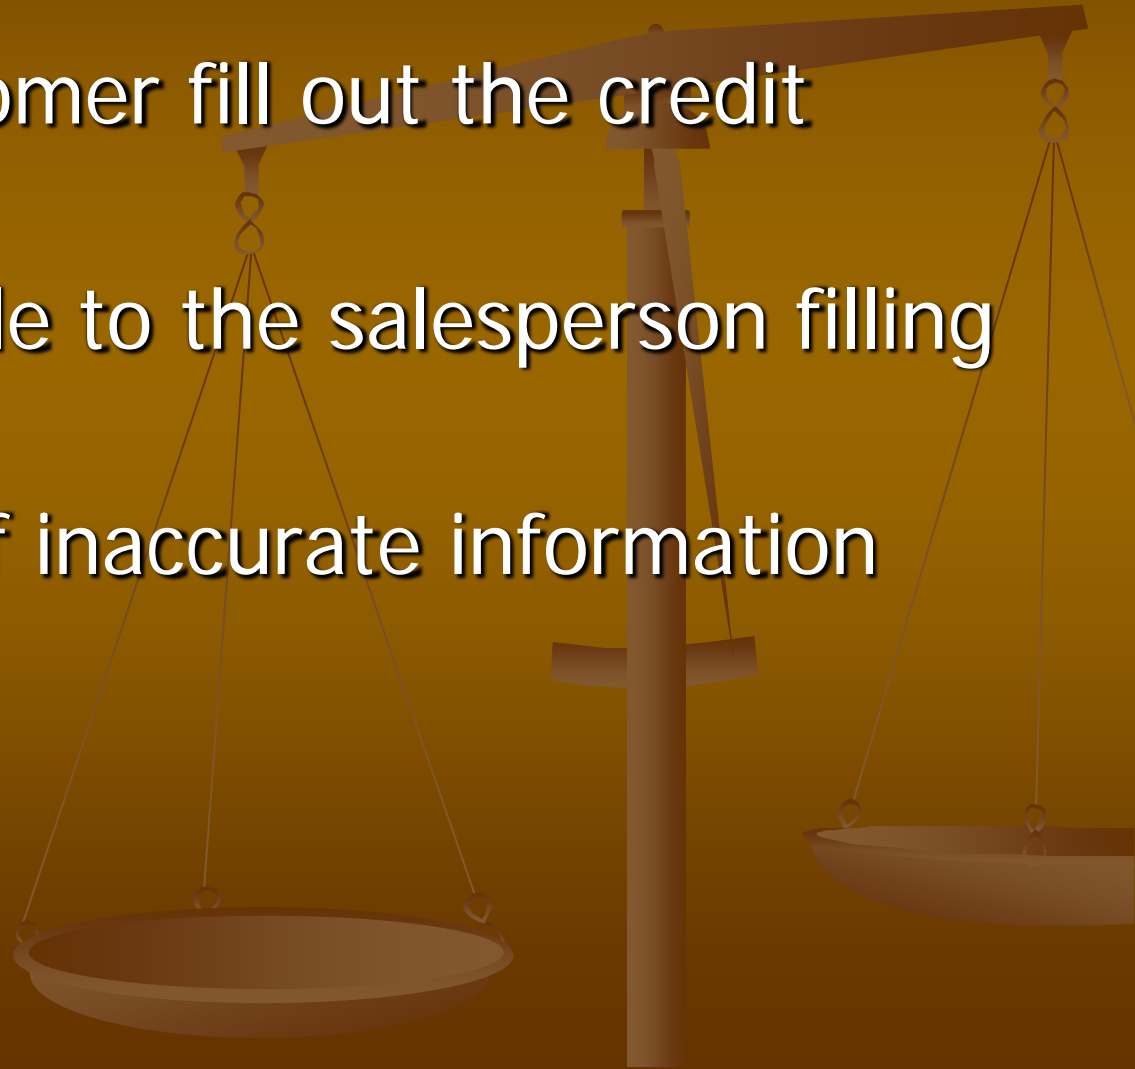 omer fill out the credit
le to the salesperson filling
f inaccurate information